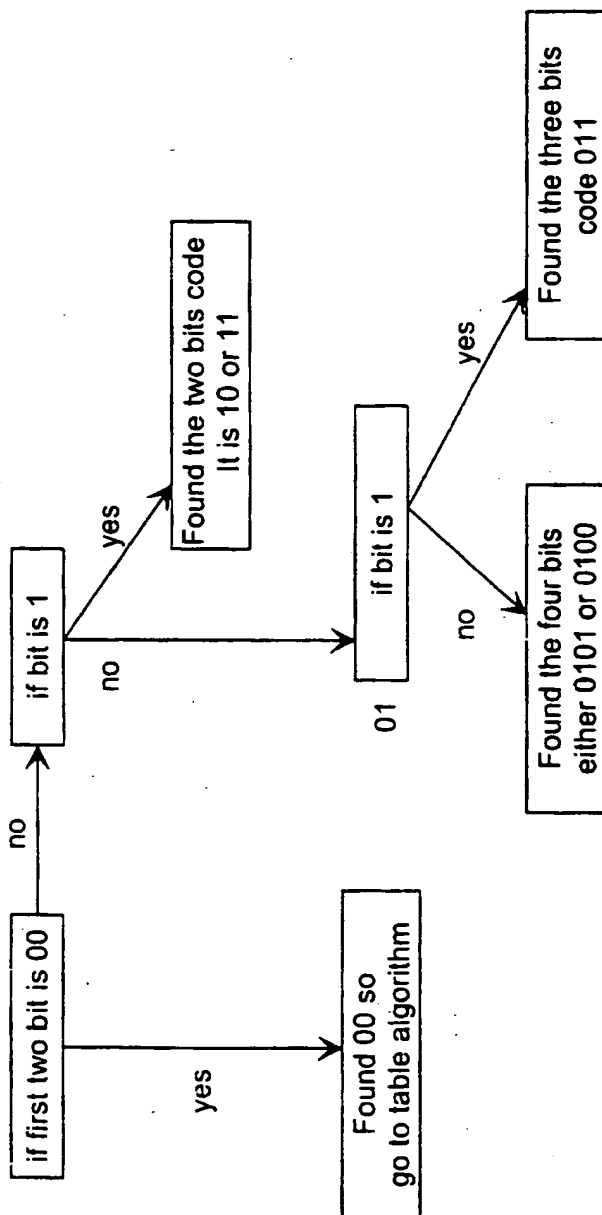 if first two bit is 00
no
if bit is 1
yes
no
yes
Found the two bits code
It is 10 or 11
Found 00 so
go to table algorithm
01
if bit is 1
no
yes
Found the four bits
either 0101 or 0100
Found the three bits
code 011